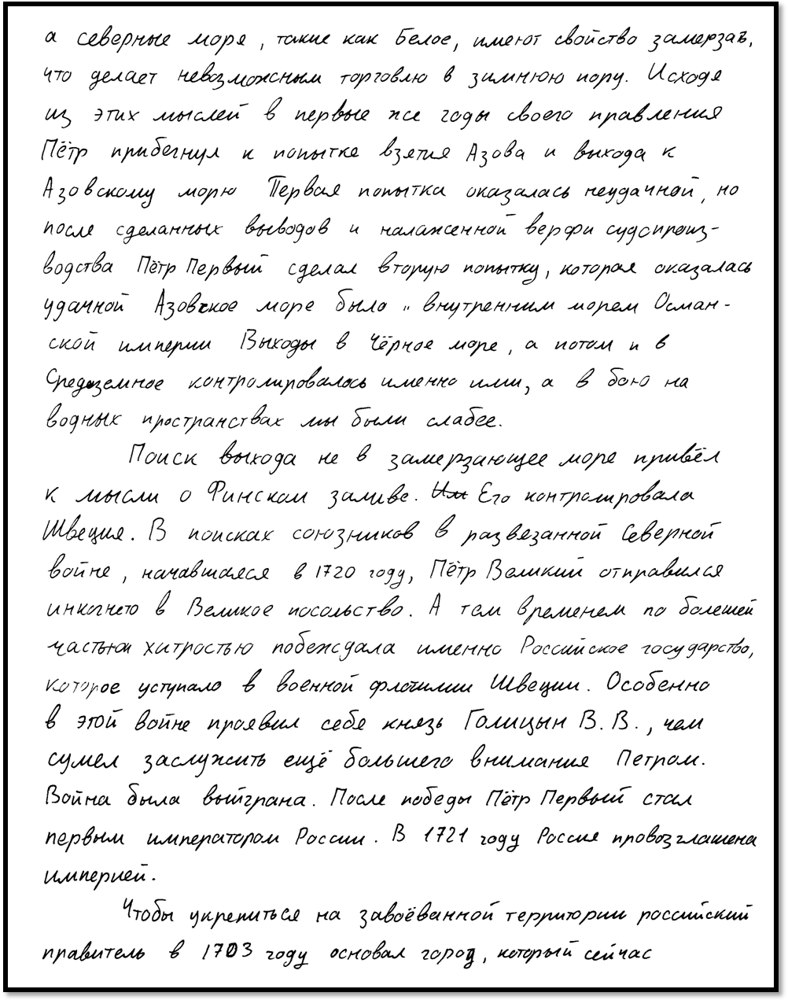 а северные моря, такие как Белое, имеют свойство замерзать,
что делает невозможным торговлю в зимнюю пору. Исходя
из этих мыслей в первые же годы своего правления
Пётр прибегнул к попытке взятия Азова и выхода к
Азовскому морю Первая попытка оказалась неудачной, но
после сделанных выводов и налаженной верфи судопроиз-
водства Пётр Первый сделал вторую попытку, которая оказалась
удачной Азовское море было " внутренним морем Осман-
ской империи Выходы в Чёрное море, а потом и в
Средиземное контролировалось именно ими, а в бою на
водных пространствах мы были слабее.
Поиск выхода не в замерзающее море привёл
к мысли о Финском заливе. Им Его контролировала
Швеция. В поисках союзников в развязанной Северной
войне, начавшаяся в 1720 году, Пётр Великий отправился
инкогнето в Великое посольство. А тем временем по большей
частью хитростью побеждала именно Российское государство,
которое уступало в военной флотилии Швеции. Особенно
в этой войне проявил себя князь Голицын В. В., чем
сумел заслужить ещё большего внимания Петром.
Война была выйграна. После победы Пётр Первый стал
первым императором России. В 1721 году Россия провозглашена
империей.
Чтобы укрепиться на завоёванной территории российский
правитель в 1703 году основал город, который сейчас